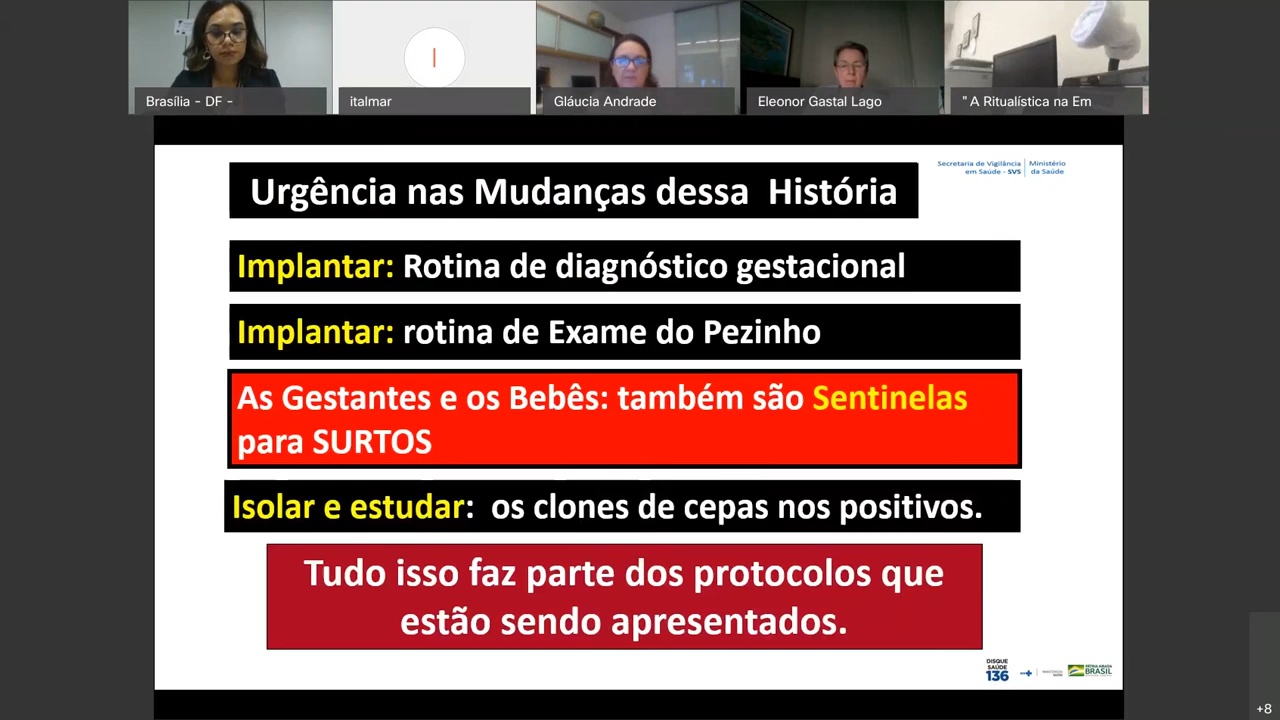 Brasília - DF -
I
italmar
Gláucia Andrade
Eleonor Gastal Lago
" A Ritualística na Em
Secretaria de Vigilância
em Saúde - SVS
Ministério
da Saúde
Urgência nas Mudanças dessa História
Implantar: Rotina de diagnóstico gestacional
Implantar: rotina de Exame do Pezinho
As Gestantes e os Bebês: também são Sentinelas
para SURTOS
Isolar e estudar: os clones de cepas nos positivos.
Tudo isso faz parte dos protocolos que
estão sendo apresentados.
DISQUE
SAÚDE
136
BRASIL
+8